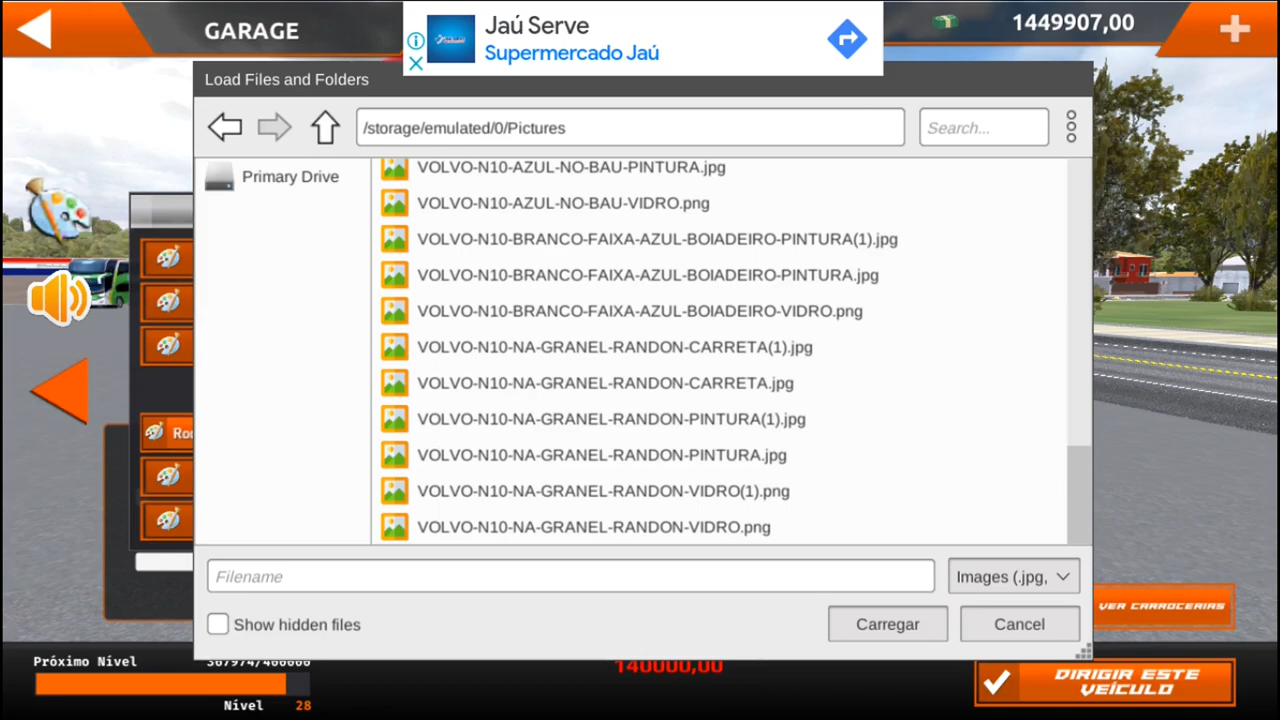 GARAGE
Jaú Serve
Supermercado Jaú
1449907,00
Load Files and Folders
/storage/emulated/0/Pictures
Search...
Primary Drive
VOLVO-N10-AZUL-NO-BAU-PINTURA.jpg
VOLVO-N10-AZUL-NO-BAU-VIDRO.png
VOLVO-N10-BRANCO-FAIXA-AZUL-BOIADEIRO-PINTURA(1).jpg
VOLVO-N10-BRANCO-FAIXA-AZUL-BOIADEIRO-PINTURA.jpg
VOLVO-N10-BRANCO-FAIXA-AZUL-BOIADEIRO-VIDRO.png
VOLVO-N10-NA-GRANEL-RANDON-CARRETA(1).jpg
VOLVO-N10-NA-GRANEL-RANDON-CARRETA.jpg
VOLVO-N10-NA-GRANEL-RANDON-PINTURA(1).jpg
VOLVO-N10-NA-GRANEL-RANDON-PINTURA.jpg
VOLVO-N10-NA-GRANEL-RANDON-VIDRO(1).png
VOLVO-N10-NA-GRANEL-RANDON-VIDRO.png
Filename
Images (.jpg,
Show hidden files
Carregar
Cancel
VER CARROCERIAS
Próximo Nível
367974/400000
Nível 28
140000,00
DIRIGIR ESTE
VEÍCULO